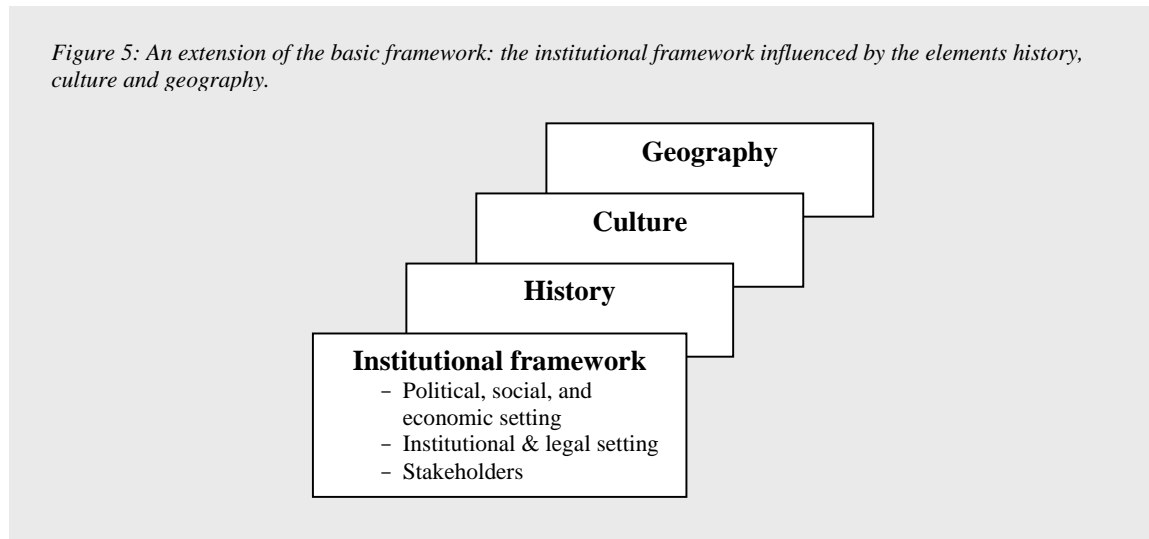 Figure 5: An extension of the basic framework: the institutional framework influenced by the elements history,
culture and geography.
Geography
Culture
History
Institutional framework
– Political, social, and
economic setting
– Institutional & legal setting
– Stakeholders